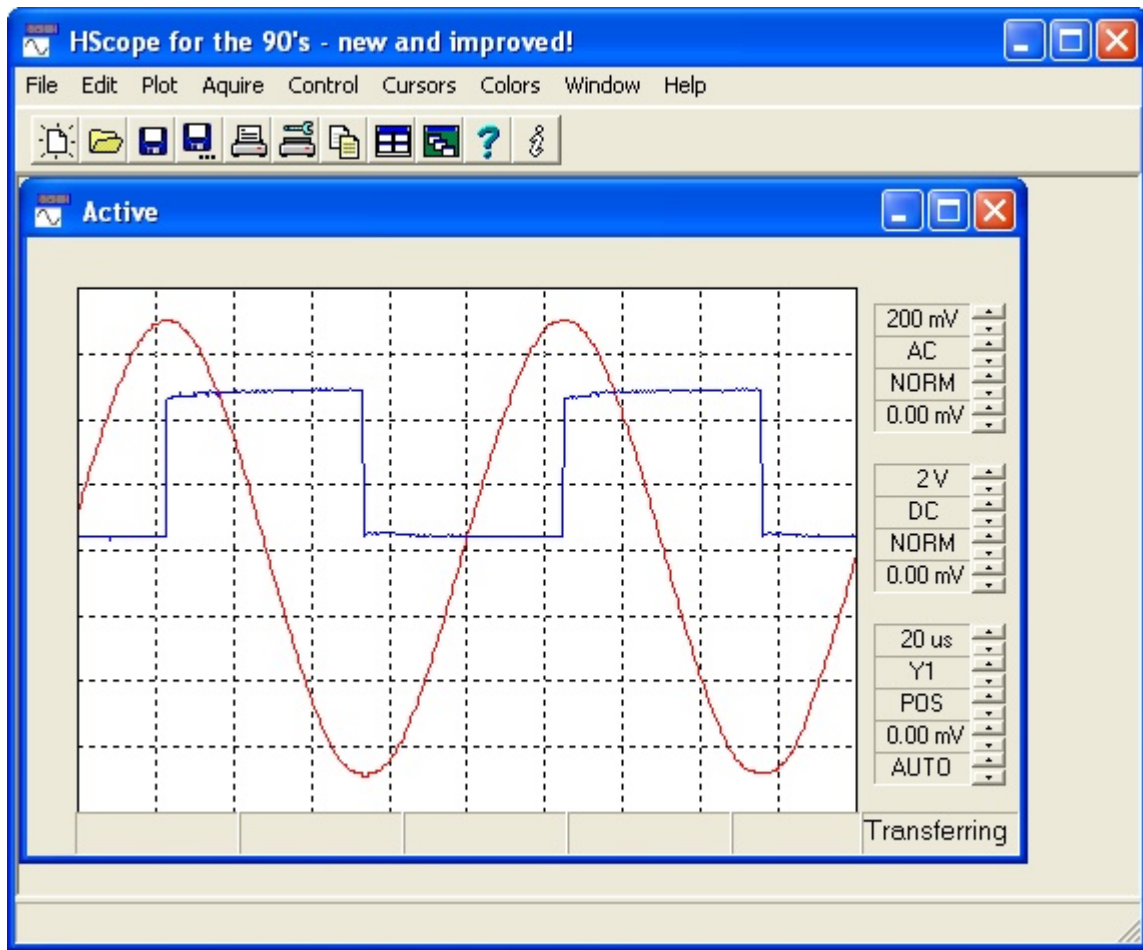 HScope for the 90's - new and improved!
File Edit Plot Aquire Control Cursors Colors Window Help
Active
200 mV
AC
NORM
0.00 mV
2 V
DC
NORM
0.00 mV
20 us
Y1
POS
0.00 mV
AUTO
Transferring